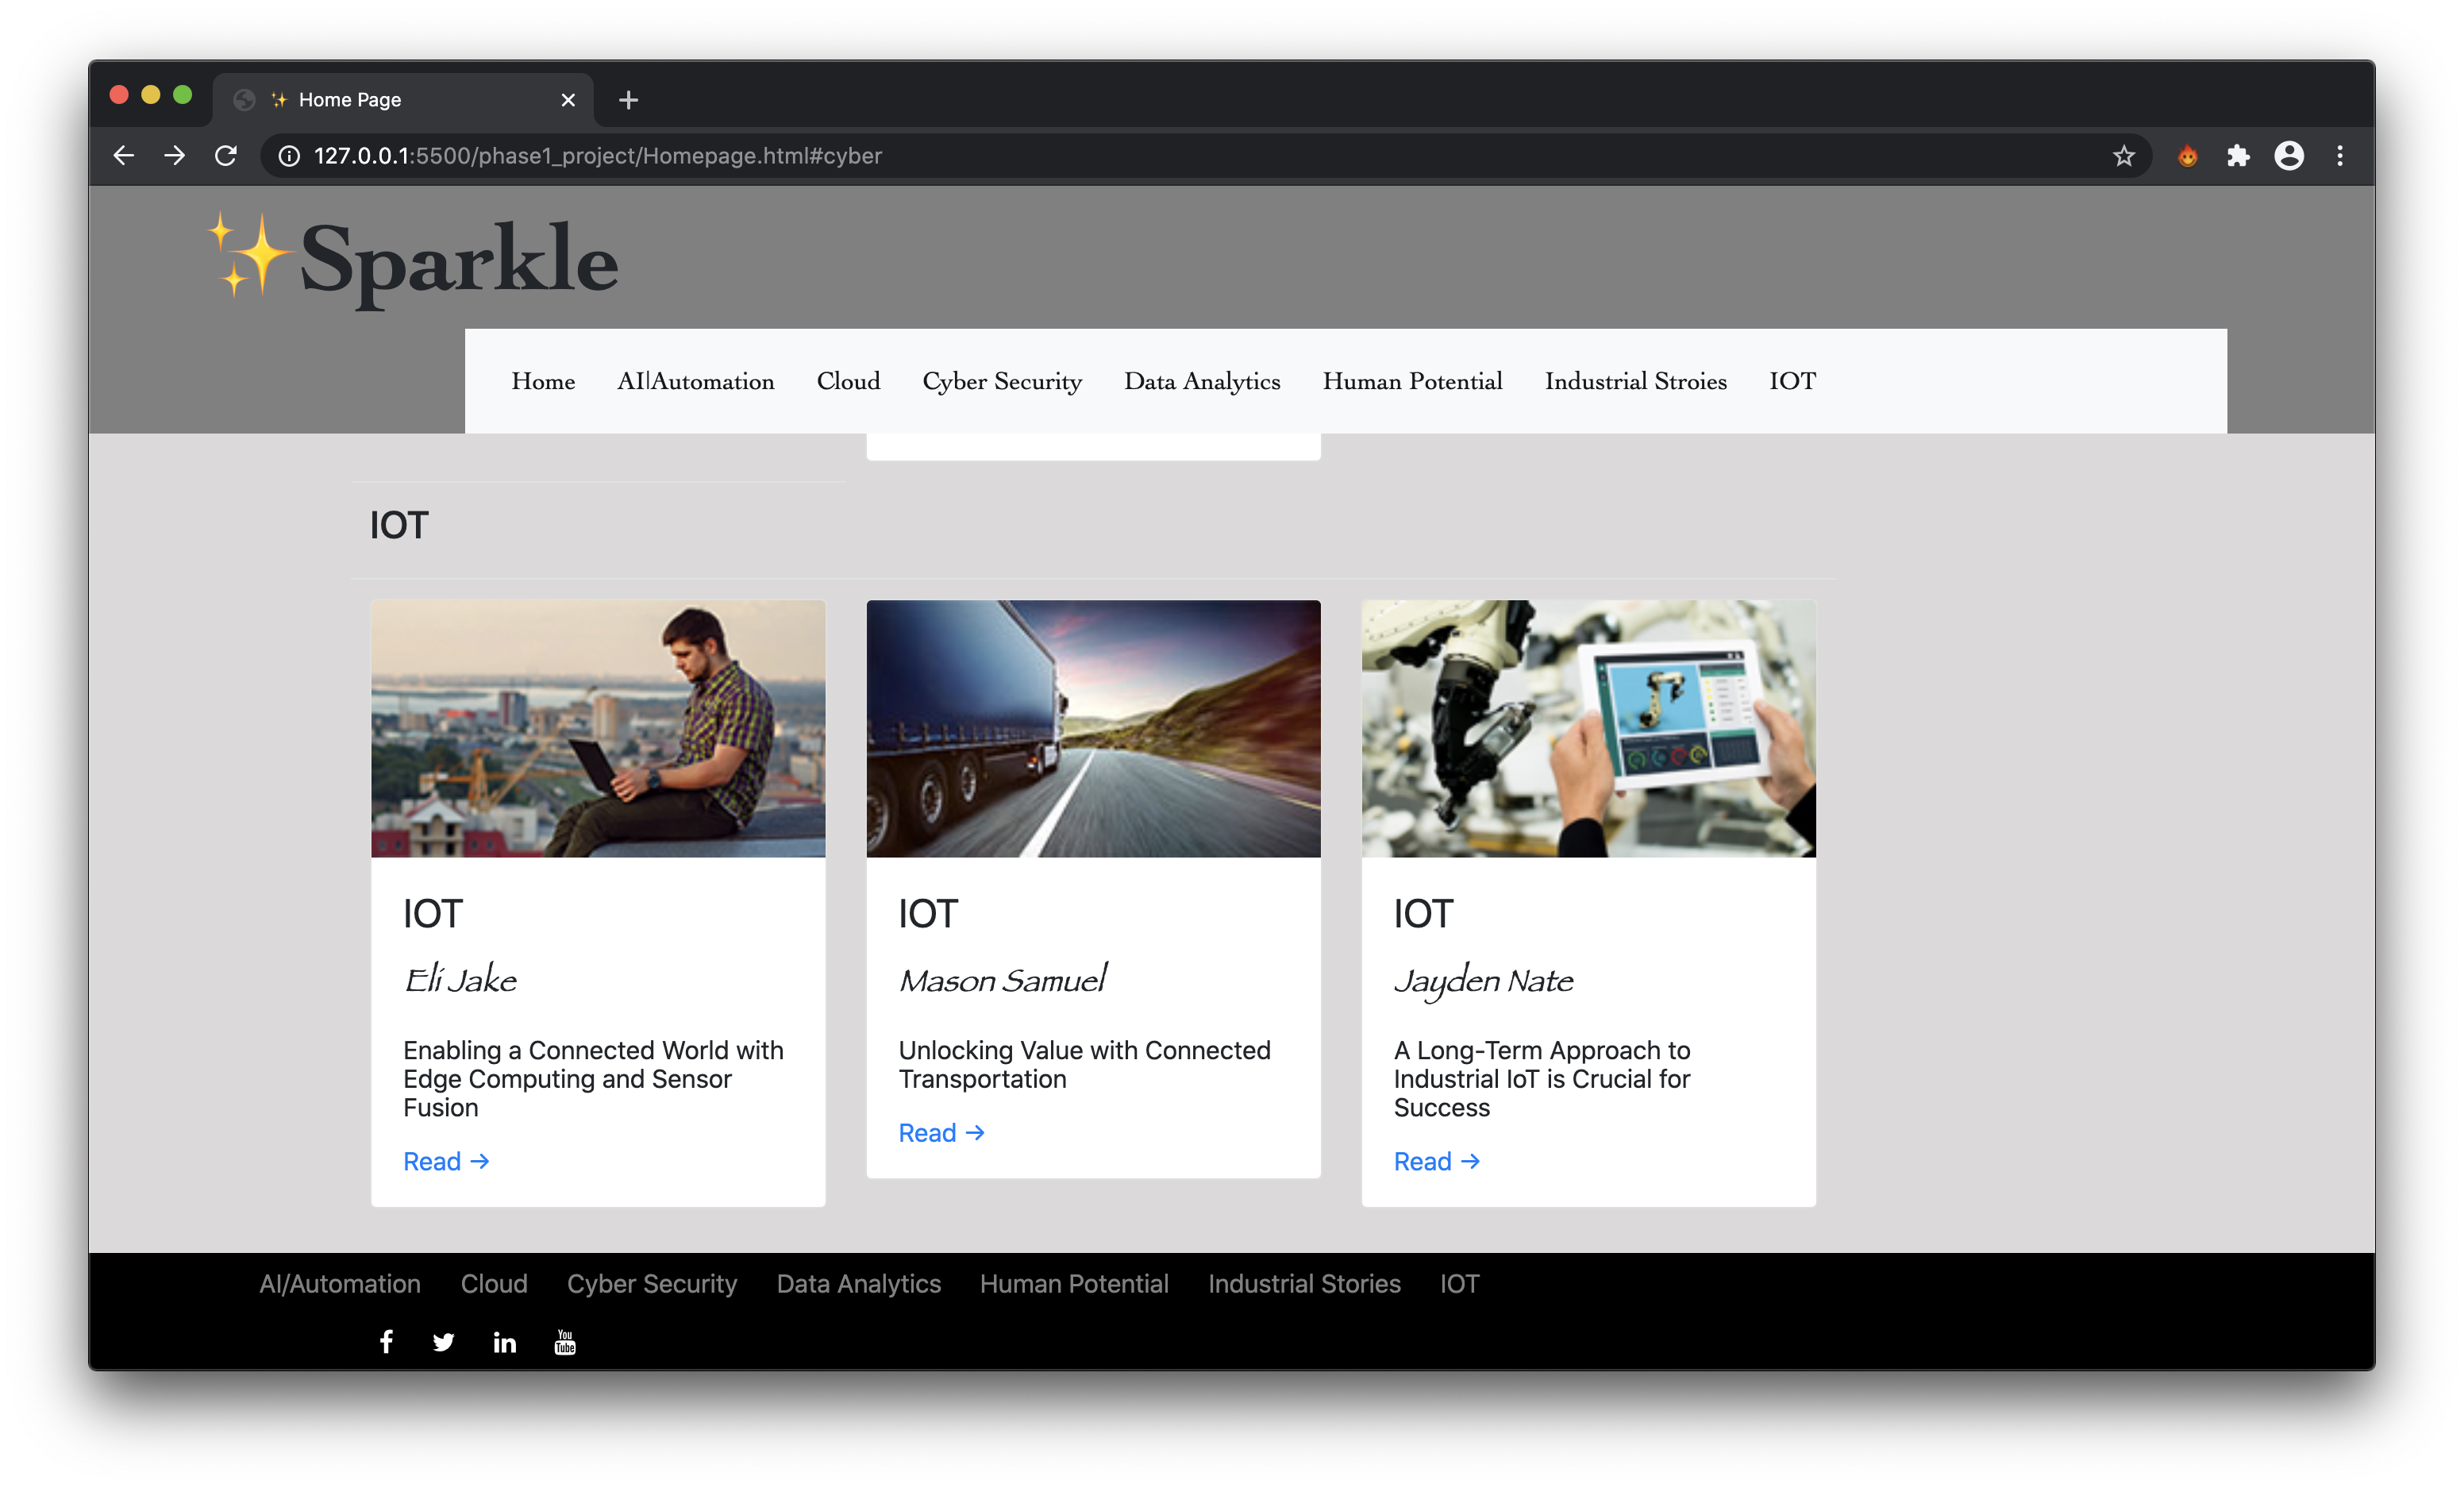 ✨ Home Page
127.0.0.1:5500/phase1_project/Homepage.html#cyber
✨Sparkle
Home AI|Automation Cloud Cyber Security Data Analytics Human Potential Industrial Stroies IOT
IOT
IOT
Eli Jake
Enabling a Connected World with
Edge Computing and Sensor
Fusion
Read →
IOT
Mason Samuel
Unlocking Value with Connected
Transportation
Read →
IOT
Jayden Nate
A Long-Term Approach to
Industrial IoT is Crucial for
Success
Read →
AI/Automation Cloud Cyber Security Data Analytics Human Potential Industrial Stories IOT
You
Tube